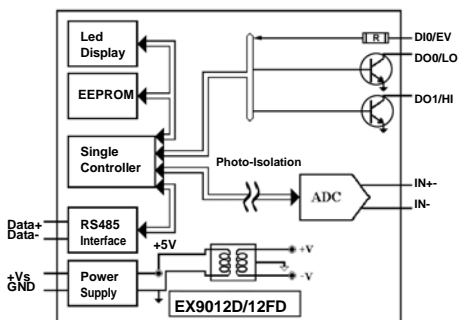 Led
Display
EEPROM
Single
Controller
RS485
Interface
Power
Supply
Data+
Data-
+Vs
GND
+5V
Photo-Isolation
R
DI0/EV
DO0/LO
DO1/HI
ADC
IN+-
IN-
+V
-V
EX9012D/12FD